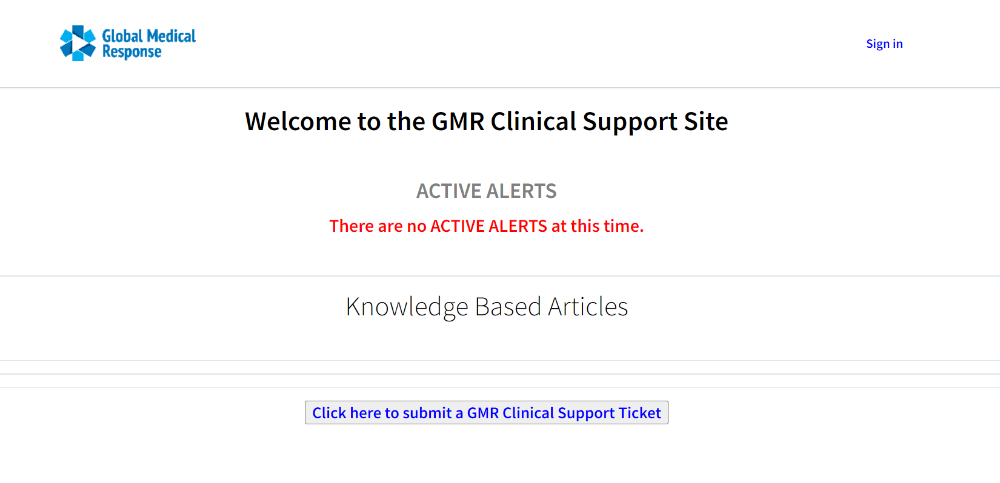 Global Medical
Response
Sign in
Welcome to the GMR Clinical Support Site
ACTIVE ALERTS
There are no ACTIVE ALERTS at this time.
Knowledge Based Articles
Click here to submit a GMR Clinical Support Ticket